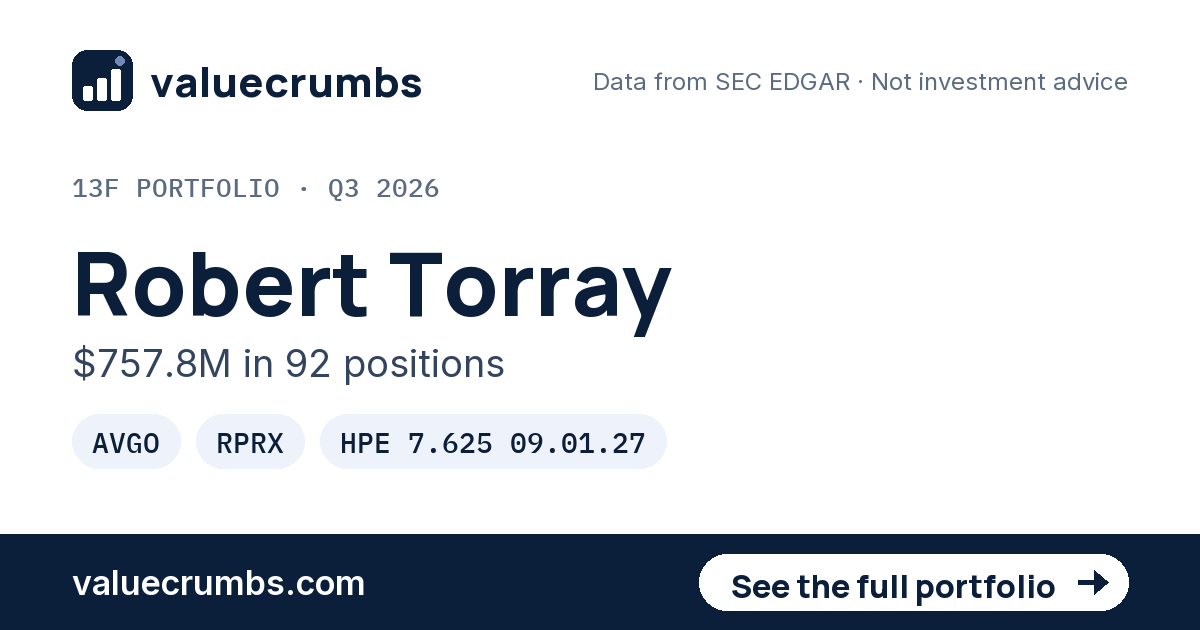 valuecrumbs
Data from SEC EDGAR · Not investment advice
13F PORTFOLIO · Q3 2026
Robert Torray
$757.8M in 92 positions
AVGO
RPRX
HPE 7.625 09.01.27
valuecrumbs.com
See the full portfolio